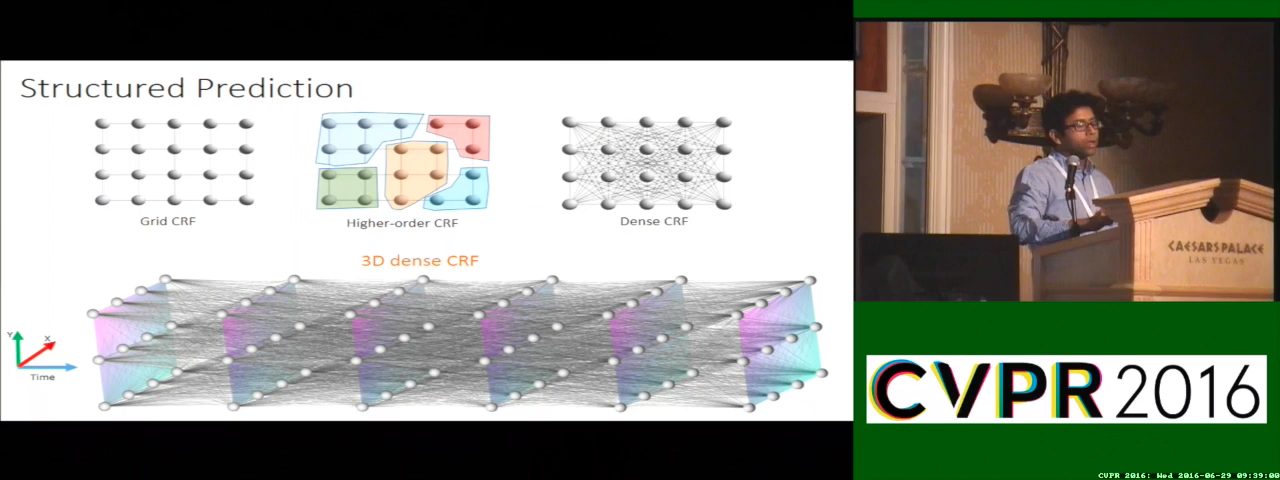 Structured Prediction
Grid CRF
Higher-order CRF
Dense CRF
3D dense CRF
Y
X
Time
CAESARS PALACE
LAS VEGAS
CVPR 2016
CVPR 2016: Wed 2016-06-29 09:39:00